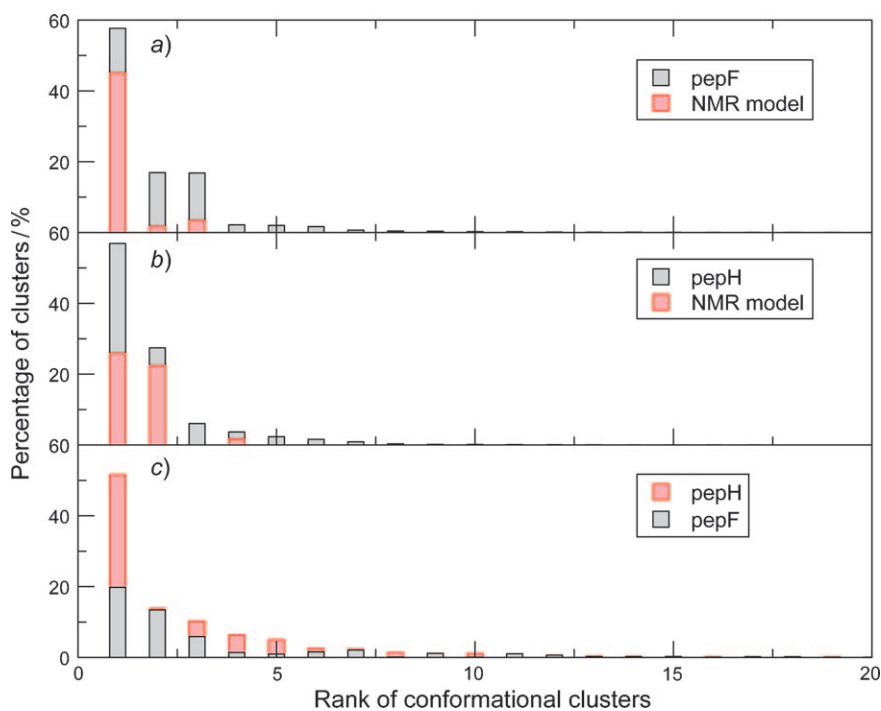 60
a)
pepF
NMR model
40
20
60
b)
pepH
NMR model
40
20
60
c)
pepH
pepF
40
20
0
0 5 10 15 20
Percentage of clusters / %
Rank of conformational clusters